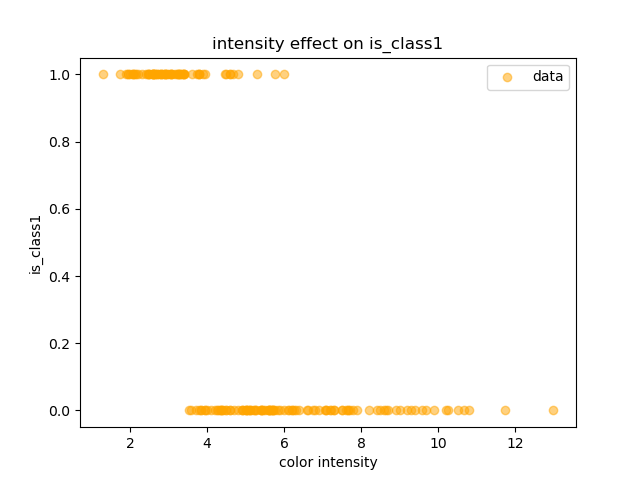 intensity effect on is_class1
data
1.0
0.8
0.6
0.4
0.2
0.0
is_class1
2 4 6 8 10 12
color intensity